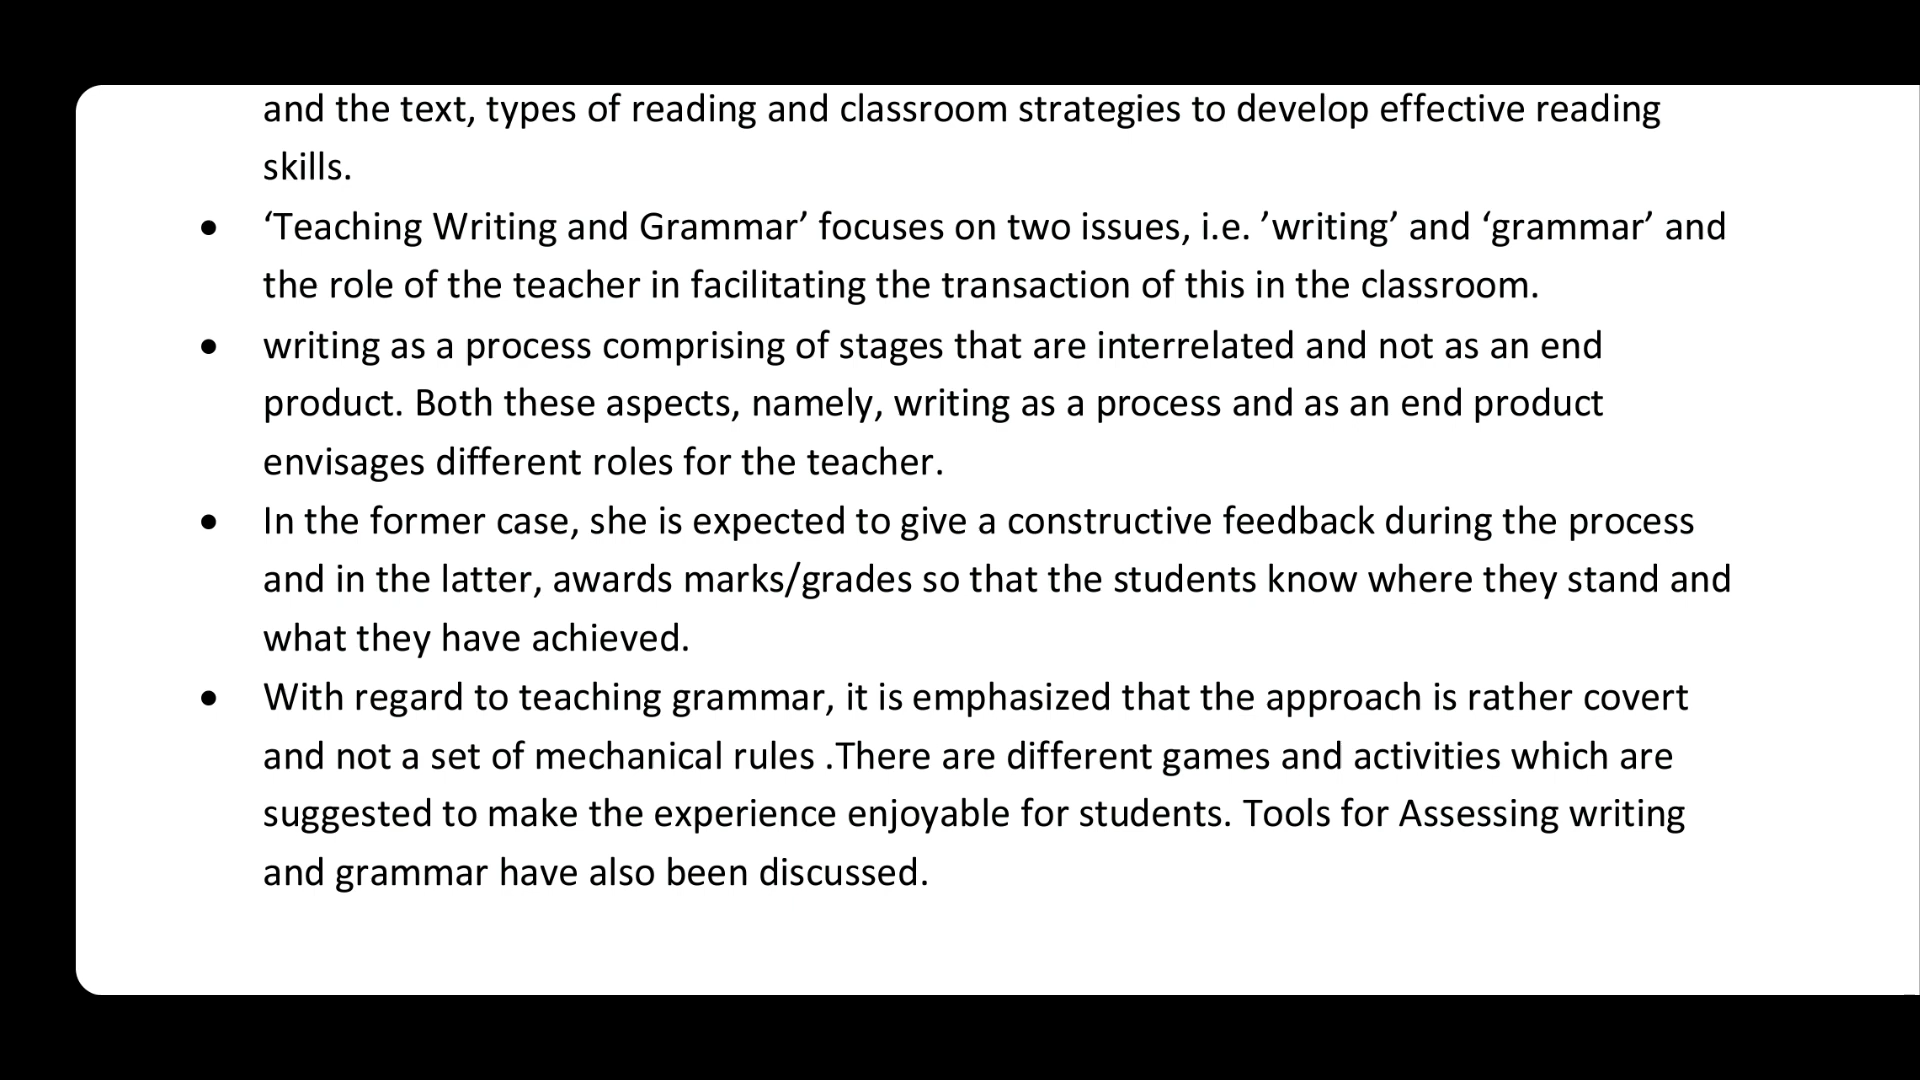 and the text, types of reading and classroom strategies to develop effective reading
skills.
• ‘Teaching Writing and Grammar’ focuses on two issues, i.e. ’writing’ and ‘grammar’ and
the role of the teacher in facilitating the transaction of this in the classroom.
• writing as a process comprising of stages that are interrelated and not as an end
product. Both these aspects, namely, writing as a process and as an end product
envisages different roles for the teacher.
• In the former case, she is expected to give a constructive feedback during the process
and in the latter, awards marks/grades so that the students know where they stand and
what they have achieved.
• With regard to teaching grammar, it is emphasized that the approach is rather covert
and not a set of mechanical rules .There are different games and activities which are
suggested to make the experience enjoyable for students. Tools for Assessing writing
and grammar have also been discussed.